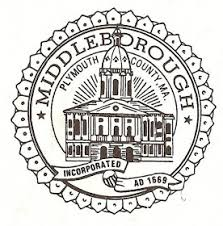 MIDDLEBOROUGH
PLYMOUTH COUNTY, MA.
INCORPORATED
AD 1669